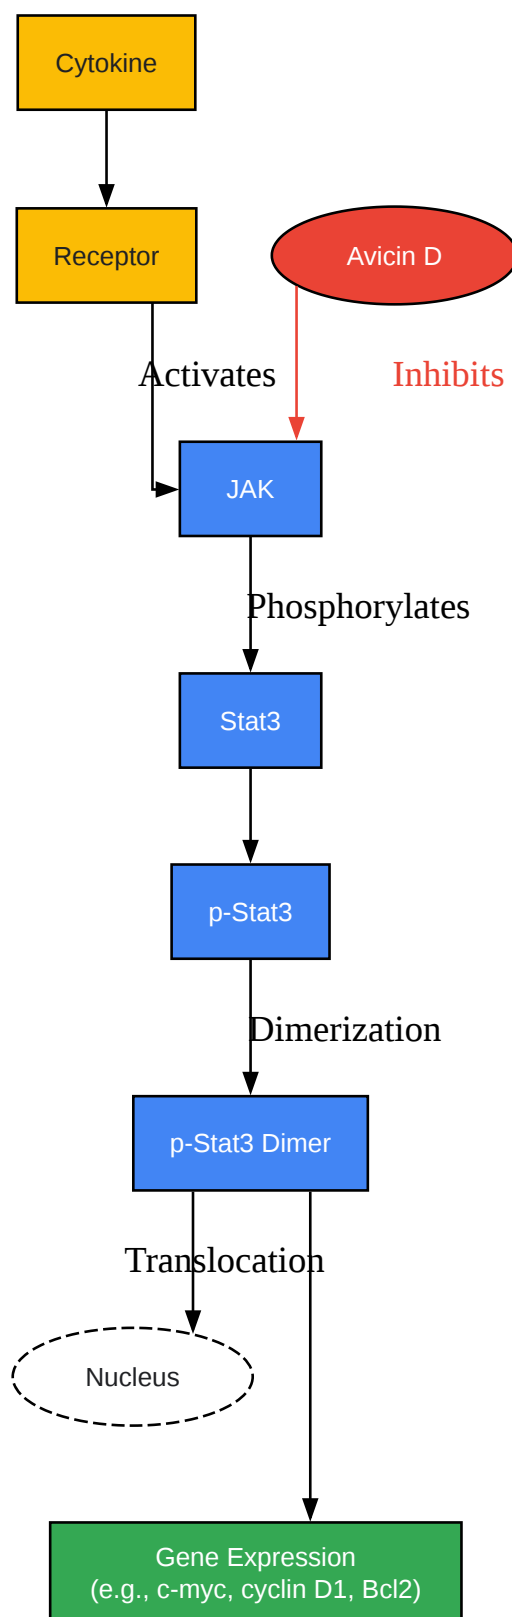 Cytokine
Receptor
Avicin D
Activates
Inhibits
JAK
Phosphorylates
Stat3
p-Stat3
Dimerization
p-Stat3 Dimer
Translocation
Nucleus
Gene Expression
(e.g., c-myc, cyclin D1, Bcl2)